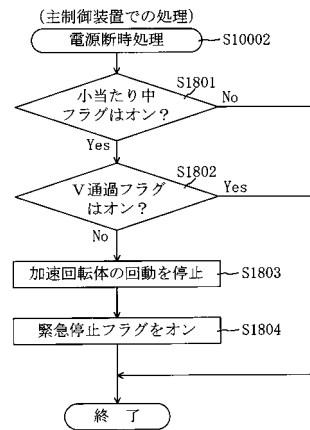 (主制御装置での処理)
電源断時処理
S10002
S1801
小当たり中
フラグはオン?
No
Yes
S1802
V通過フラグ
はオン?
Yes
No
加速回転体の回動を停止
S1803
緊急停止フラグをオン
S1804
終 了